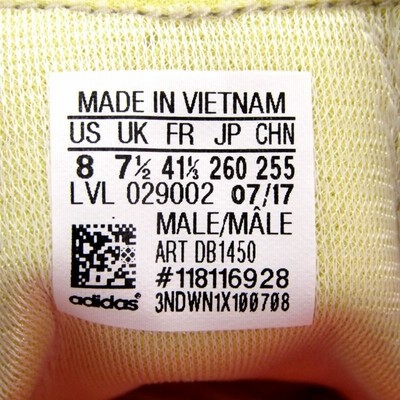 MADE IN VIETNAM
US UK FR JP CHN
8 7½ 41⅓ 260 255
LVL 029002 07/17
MALE/MÂLE
ART DB1450
#118116928
adidas® 3NDWN1X100708